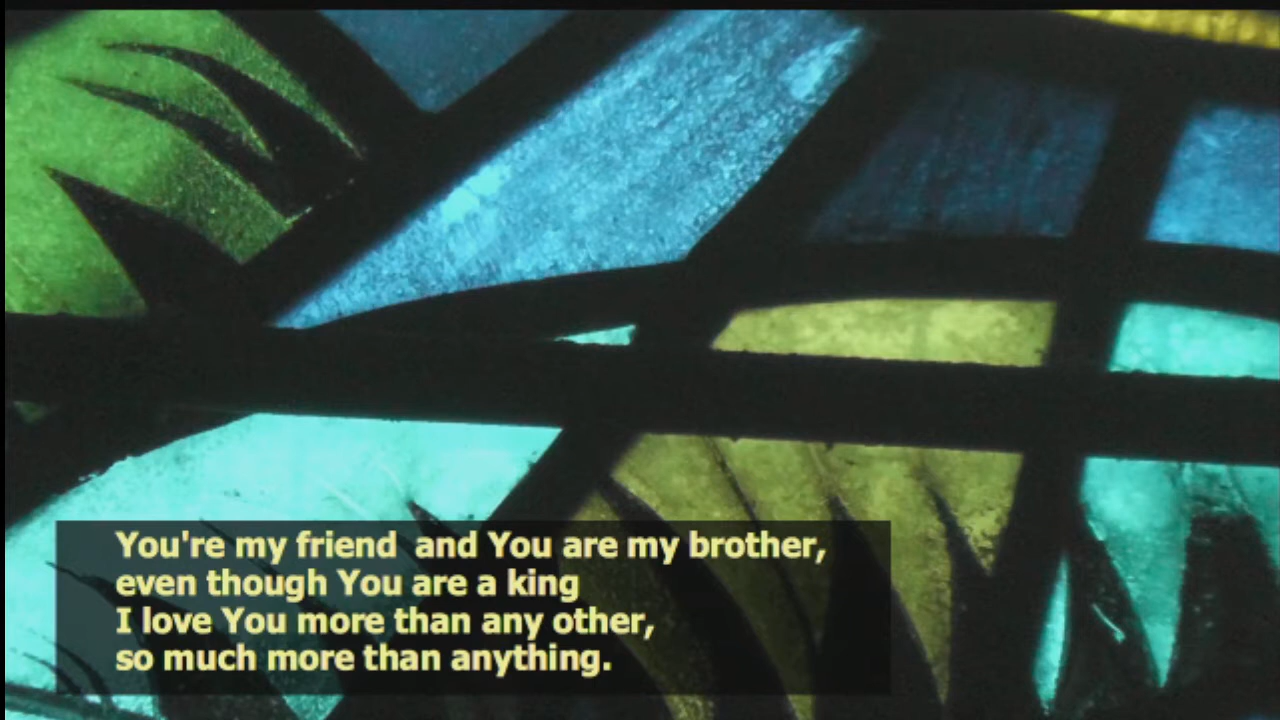 You're my friend  and You are my brother,
even though You are a king
I love You more than any other,
so much more than anything.